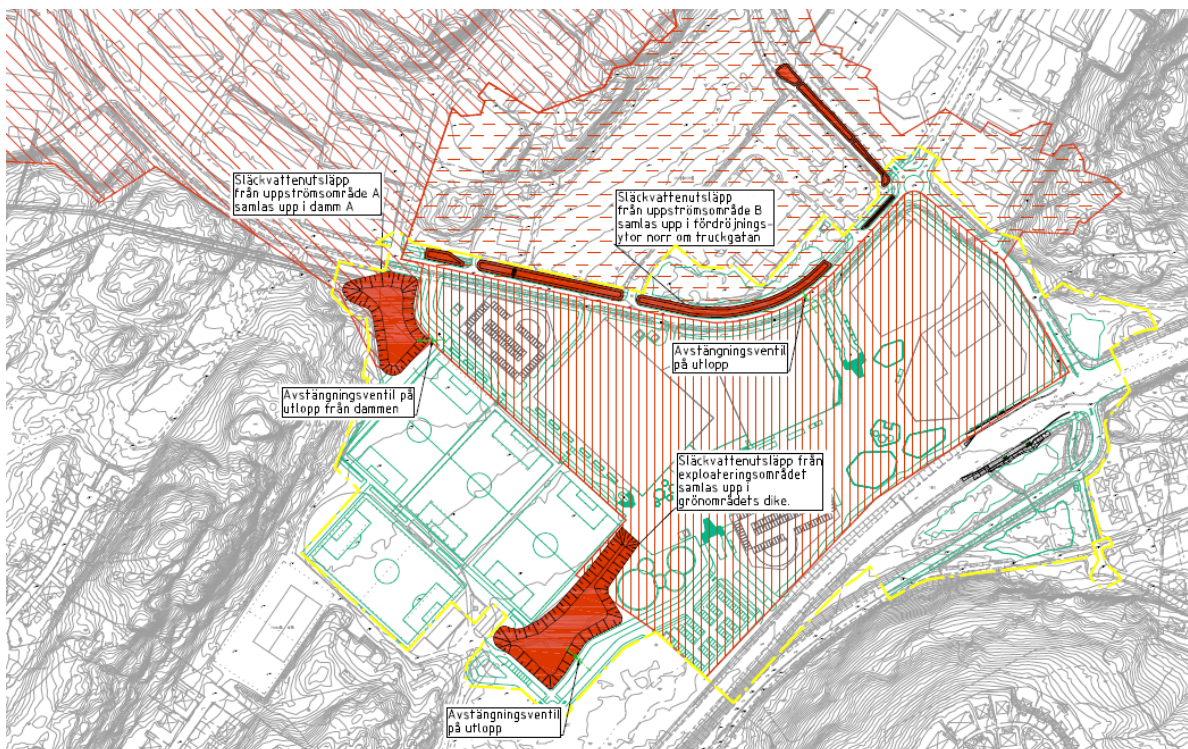 Släckvattenutsläpp
från uppströmsområde A
samlas upp i damm A
Släckvattenutsläpp
från uppströmsområde B
samlas upp i fördröjnings-
ytor norr om truckgatan
Avstängningsventil
på utlopp
Avstängningsventil på
utlopp från dammen
Släckvattenutsläpp från
exploateringsområdet
samlas upp i
grönområdets dike.
Avstängningsventil
på utlopp